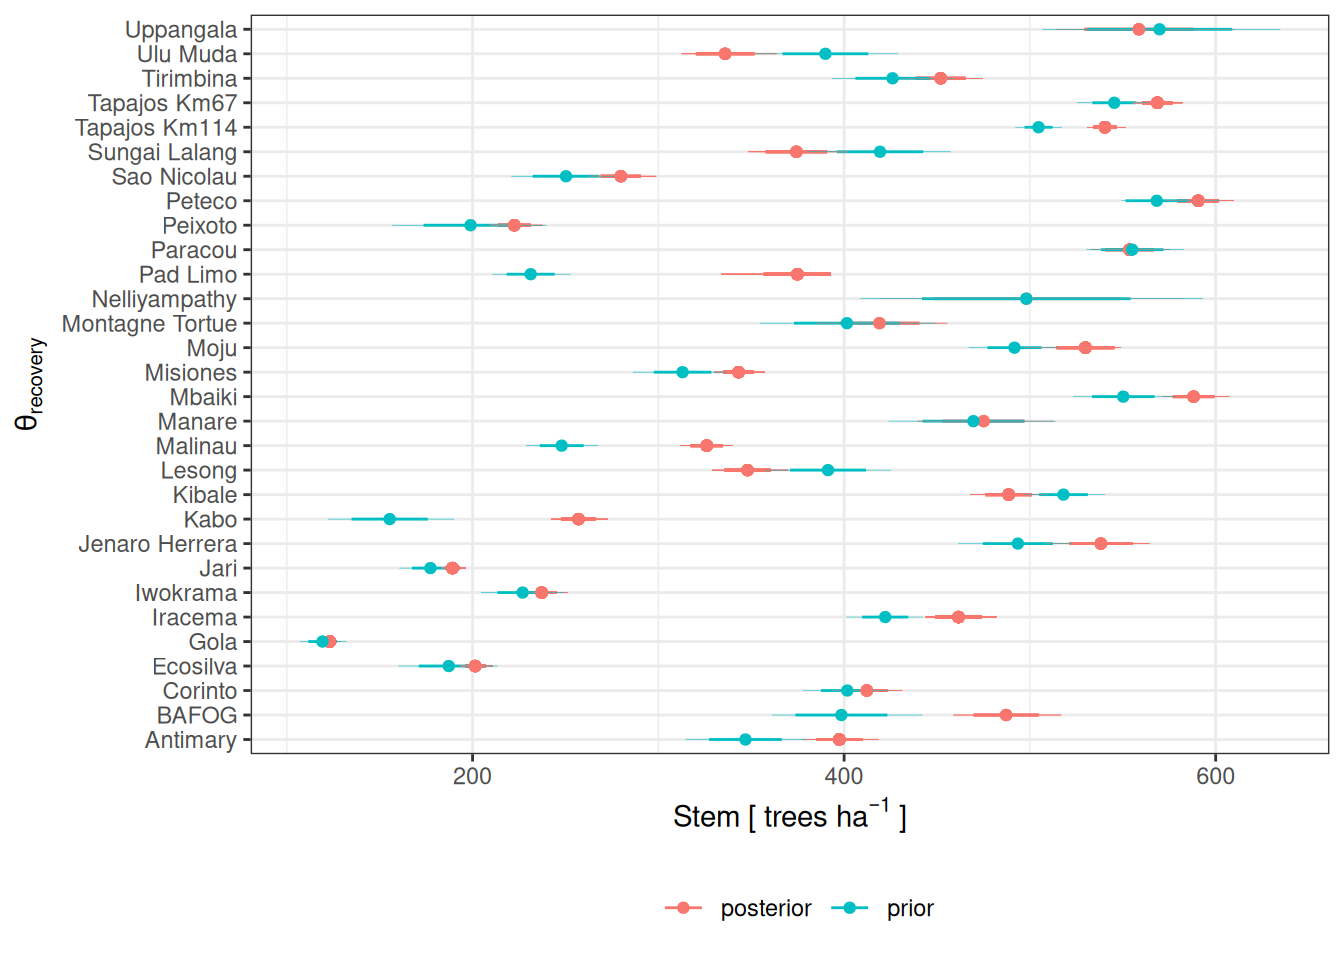 Uppangala
Ulu Muda
Tirimbina
Tapajos Km67
Tapajos Km114
Sungai Lalang
Sao Nicolau
Peteco
Peixoto
Paracou
Pad Limo
Nelliyampathy
Montagne Tortue
Moju
Misiones
Mbaiki
Manare
Malinau
Lesong
Kibale
Kabo
Jenaro Herrera
Jari
Iwokrama
Iracema
Gola
Ecosilva
Corinto
BAFOG
Antimary
θrecovery
200 400 600
Stem [ trees ha⁻¹ ]
posterior prior